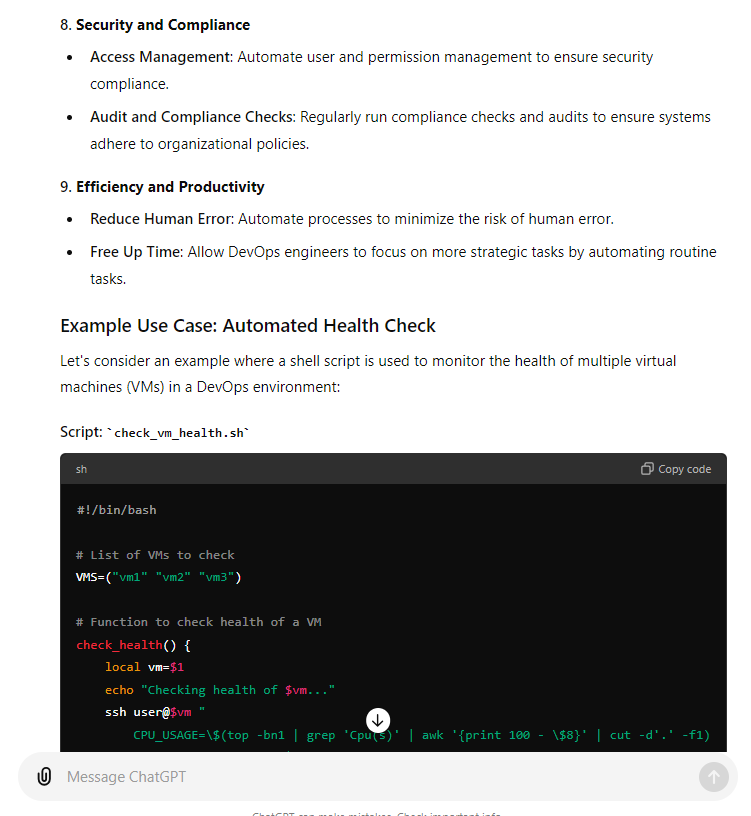 8. Security and Compliance
• Access Management: Automate user and permission management to ensure security
compliance.
• Audit and Compliance Checks: Regularly run compliance checks and audits to ensure systems
adhere to organizational policies.
9. Efficiency and Productivity
• Reduce Human Error: Automate processes to minimize the risk of human error.
• Free Up Time: Allow DevOps engineers to focus on more strategic tasks by automating routine
tasks.
Example Use Case: Automated Health Check
Let's consider an example where a shell script is used to monitor the health of multiple virtual
machines (VMs) in a DevOps environment:
Script: `check_vm_health.sh`
sh
Copy code
#!/bin/bash
# List of VMs to check
VMS=("vm1" "vm2" "vm3")
# Function to check health of a VM
check_health() {
local vm=$1
echo "Checking health of $vm..."
ssh user@$vm "
CPU_USAGE=\$(top -bn1 | grep 'Cpu(s)' | awk '{print 100 - \$8}' | cut -d'.' -f1)
Message ChatGPT
ChatGPT can make mistakes. Check important info.